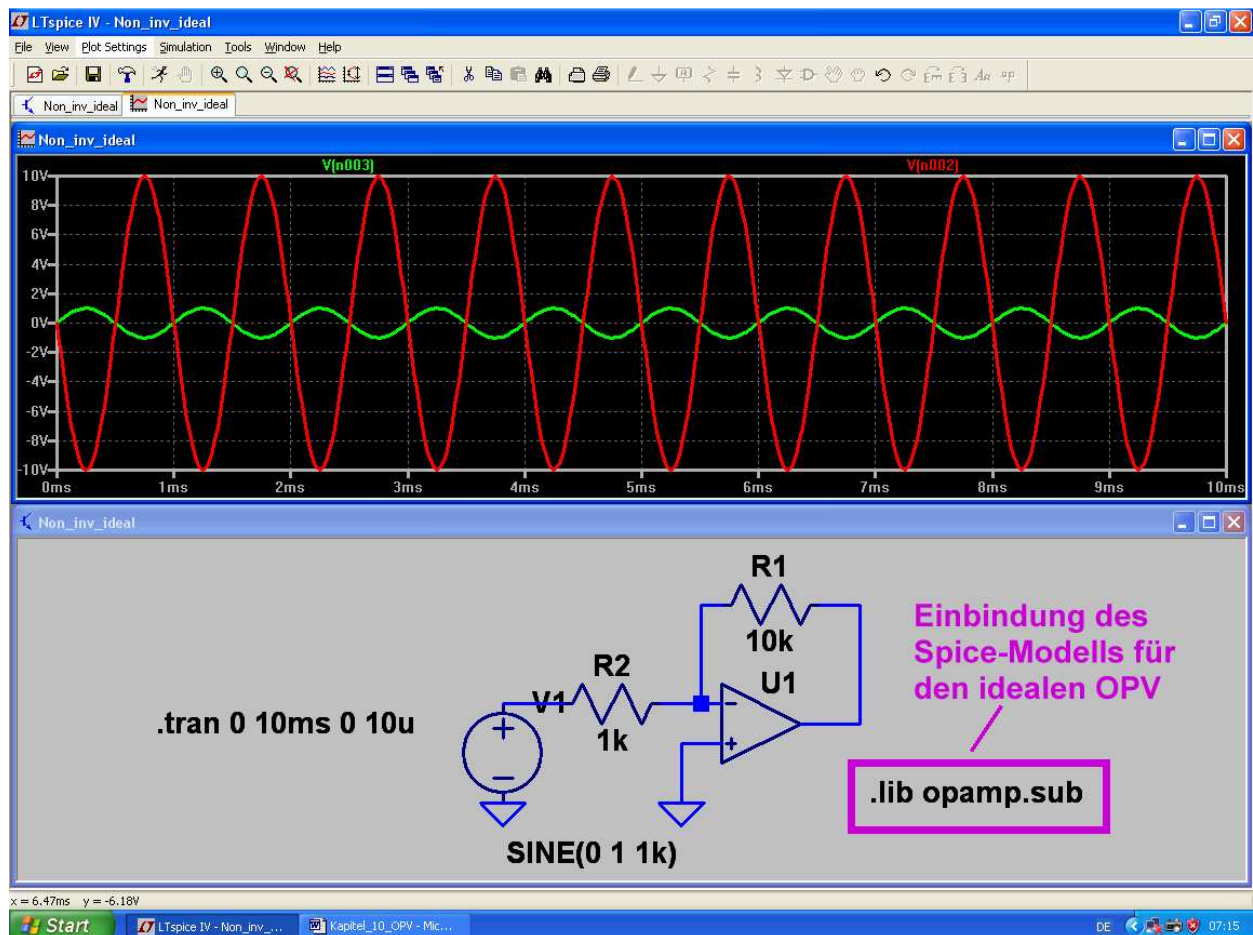 LTspice IV - Non_inv_ideal
File View Plot Settings Simulation Tools Window Help
Non_inv_ideal Non_inv_ideal
Non_inv_ideal
V(n003) V(n002)
10V
8V
6V
4V
2V
0V
-2V
-4V
-6V
-8V
-10V
0ms 1ms 2ms 3ms 4ms 5ms 6ms 7ms 8ms 9ms 10ms
Non_inv_ideal
R1
10k
R2
1k
V1
U1
.tran 0 10ms 0 10u
SINE(0 1 1k)
Einbindung des
Spice-Modells für
den idealen OPV
.lib opamp.sub
x = 6.47ms y = -6.18V
Start LTspice IV - Non_inv_... Kapitel_10_OPV - Mic... DE 07:15